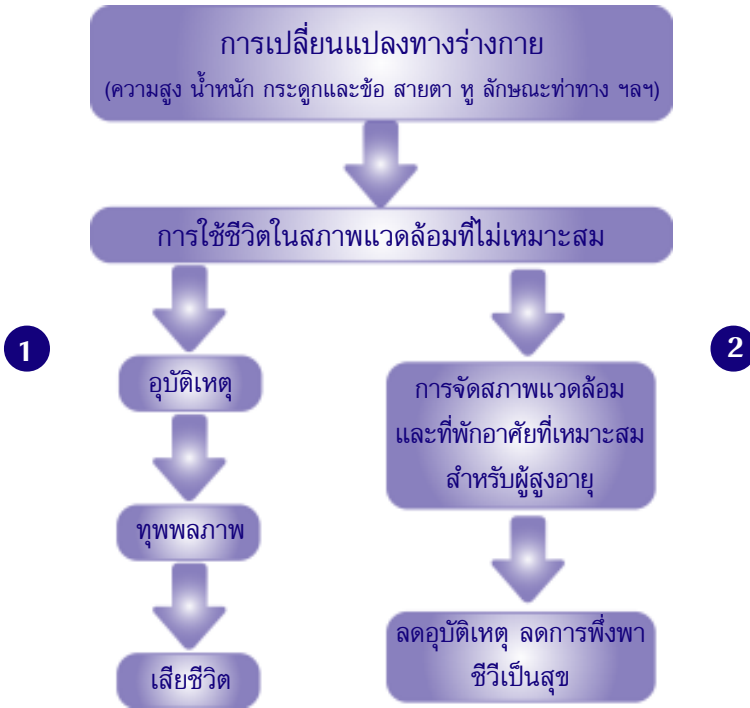 การเปลี่ยนแปลงทางร่างกาย
(ความสูง น้ำหนัก กระดูกและข้อ สายตา หู ลักษณะท่าทาง ฯลฯ)
การใช้ชีวิตในสภาพแวดล้อมที่ไม่เหมาะสม
1
อุบัติเหตุ
ทุพพลภาพ
เสียชีวิต
2
การจัดสภาพแวดล้อม
และที่พักอาศัยที่เหมาะสม
สำหรับผู้สูงอายุ
ลดอุบัติเหตุ ลดการพึ่งพา
ชีวีเป็นสุข